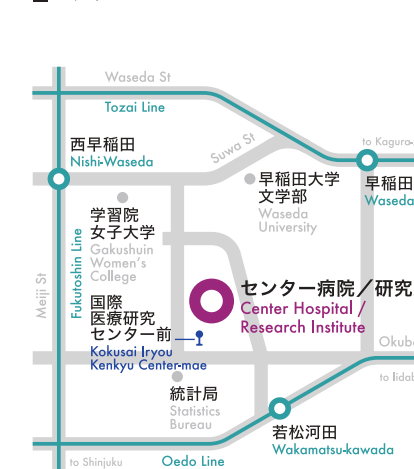 Waseda St
Tozai Line
to Kagura-
Suwa St
西早稲田
Nishi-Waseda
早稲田大学
文学部
Waseda
University
早稲田
Waseda
学習院
女子大学
Gakushuin
Women's
College
Meiji St
Fukutoshin Line
センター病院／研究
Center Hospital /
Research Institute
国際
医療研究
センター前
Kokusai Iryou
Kenkyu Center-mae
Okubo
to Iidab
統計局
Statistics
Bureau
若松河田
Wakamatsu-kawada
to Shinjuku
Oedo Line